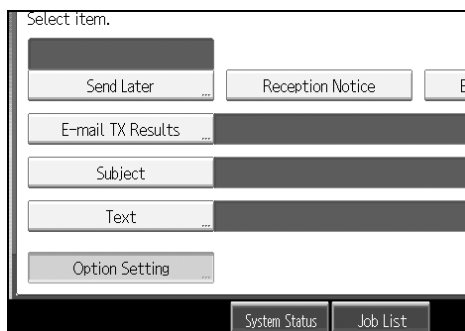 Select item.
Send Later ...
Reception Notice
E-mail TX Results ...
Subject
Text ...
Option Setting ...
System Status
Job List